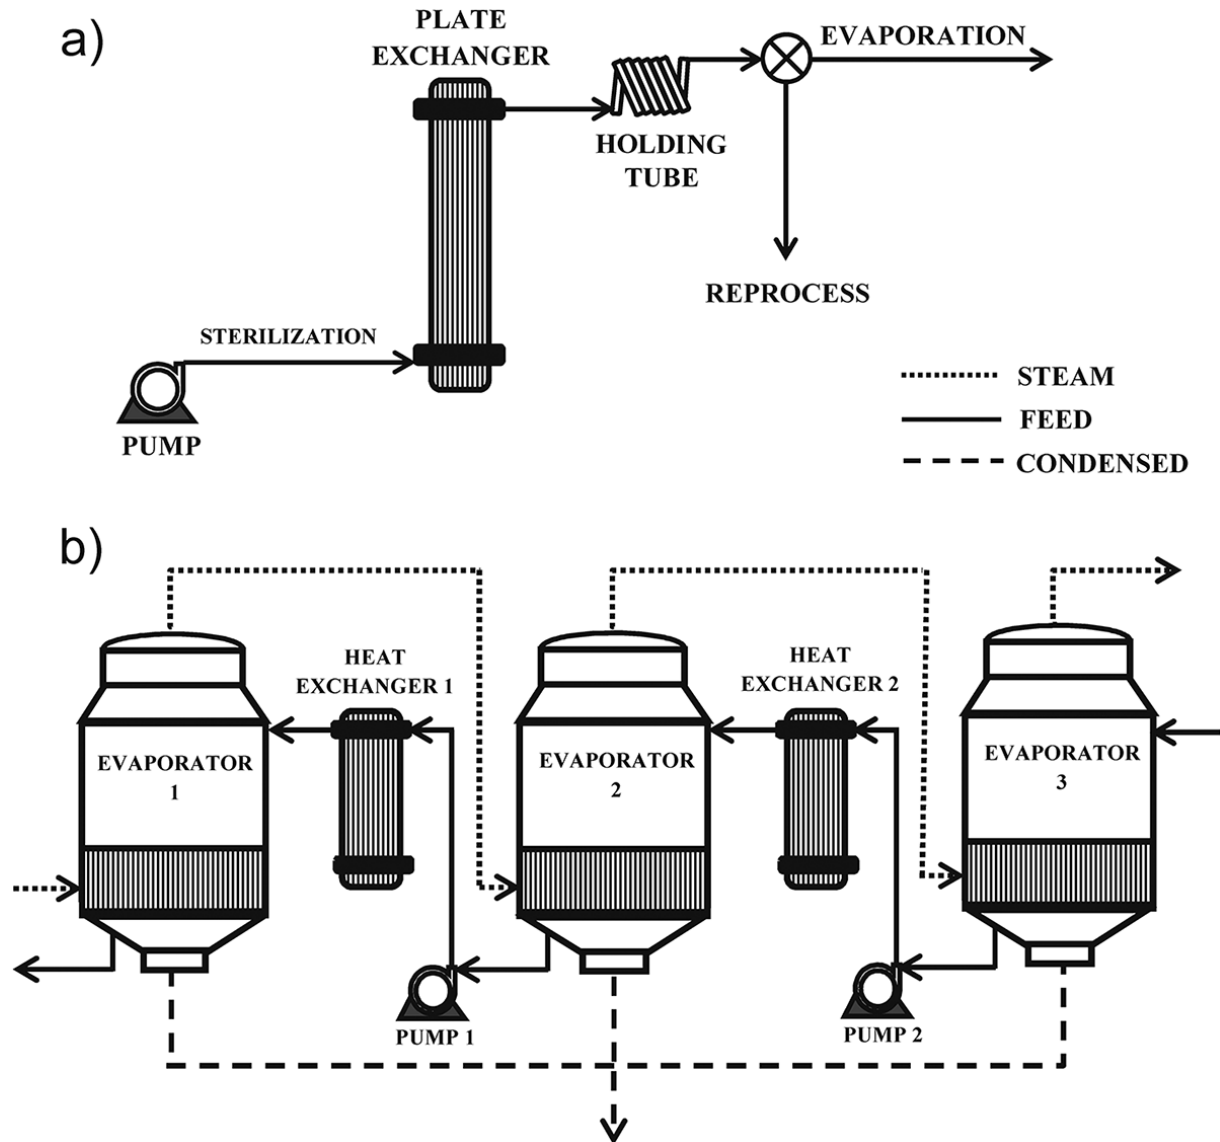 a)
PLATE
EXCHANGER
EVAPORATION
HOLDING
TUBE
REPROCESS
STERILIZATION
PUMP
STEAM
FEED
CONDENSED
b)
HEAT
EXCHANGER 1
HEAT
EXCHANGER 2
EVAPORATOR
1
EVAPORATOR
2
EVAPORATOR
3
PUMP 1
PUMP 2